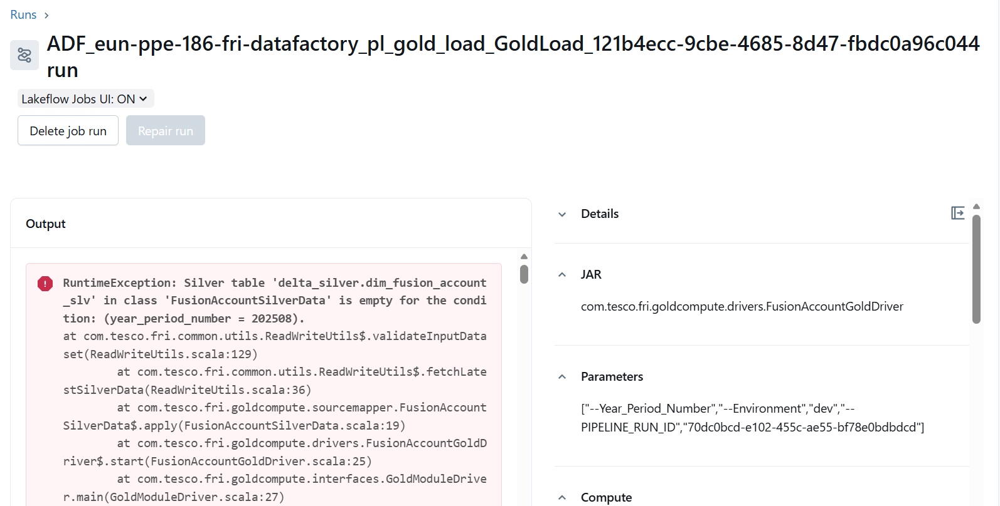 Runs
ADF_eun-ppe-186-fri-datafactory_pl_gold_load_GoldLoad_121b4ecc-9cbe-4685-8d47-fbdc0a96c044
run
Lakeflow Jobs UI: ON
Delete job run
Repair run
Output
RuntimeException: Silver table 'delta_silver.dim_fusion_account
_slv' in class 'FusionAccountSilverData' is empty for the condi
tion: (year_period_number = 202508).
at com.tesco.fri.common.utils.ReadWriteUtils$.validateInputData
set(ReadWriteUtils.scala:129)
at com.tesco.fri.common.utils.ReadWriteUtils$.fetchLate
stSilverData(ReadWriteUtils.scala:36)
at com.tesco.fri.goldcompute.sourcemapper.FusionAccount
SilverData$.apply(FusionAccountSilverData.scala:19)
at com.tesco.fri.goldcompute.drivers.FusionAccountGoldD
river$.start(FusionAccountGoldDriver.scala:25)
at com.tesco.fri.goldcompute.interfaces.GoldModuleDrive
r.main(GoldModuleDriver.scala:27)
Details
JAR
com.tesco.fri.goldcompute.drivers.FusionAccountGoldDriver
Parameters
["--Year_Period_Number","--Environment","dev","--
PIPELINE_RUN_ID","70dc0bcd-e102-455c-ae55-bf78e0bdbdcd"]
Compute